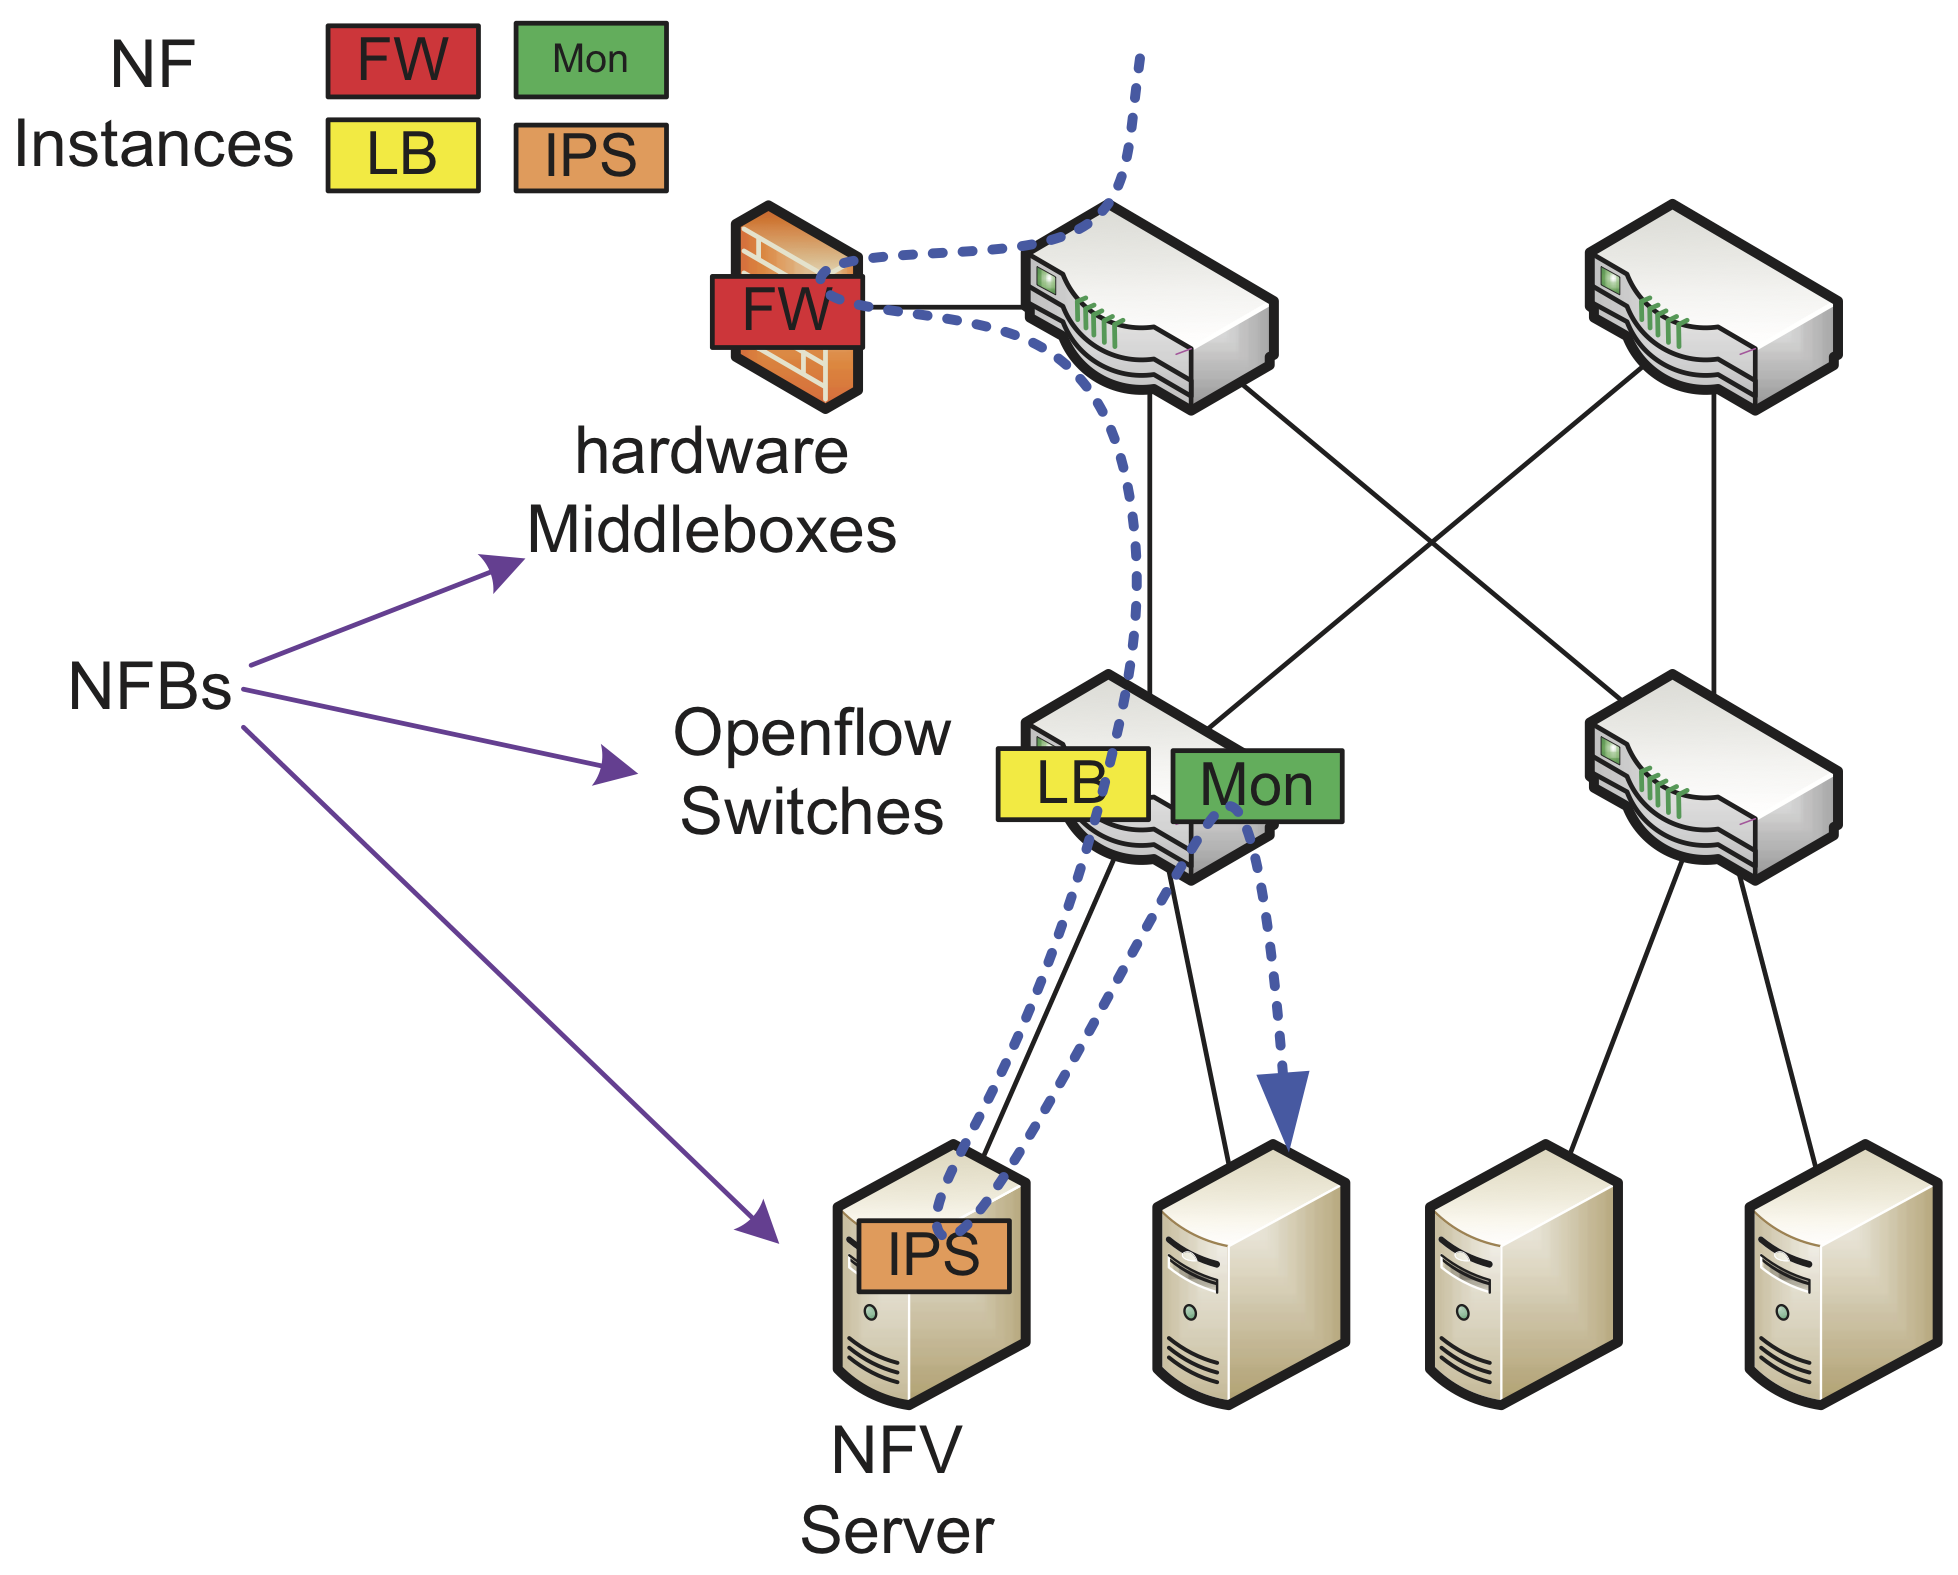 NF
Instances
FW
Mon
LB
IPS
FW
hardware
Middleboxes
NFBs
Openflow
Switches
LB
Mon
IPS
NFV
Server